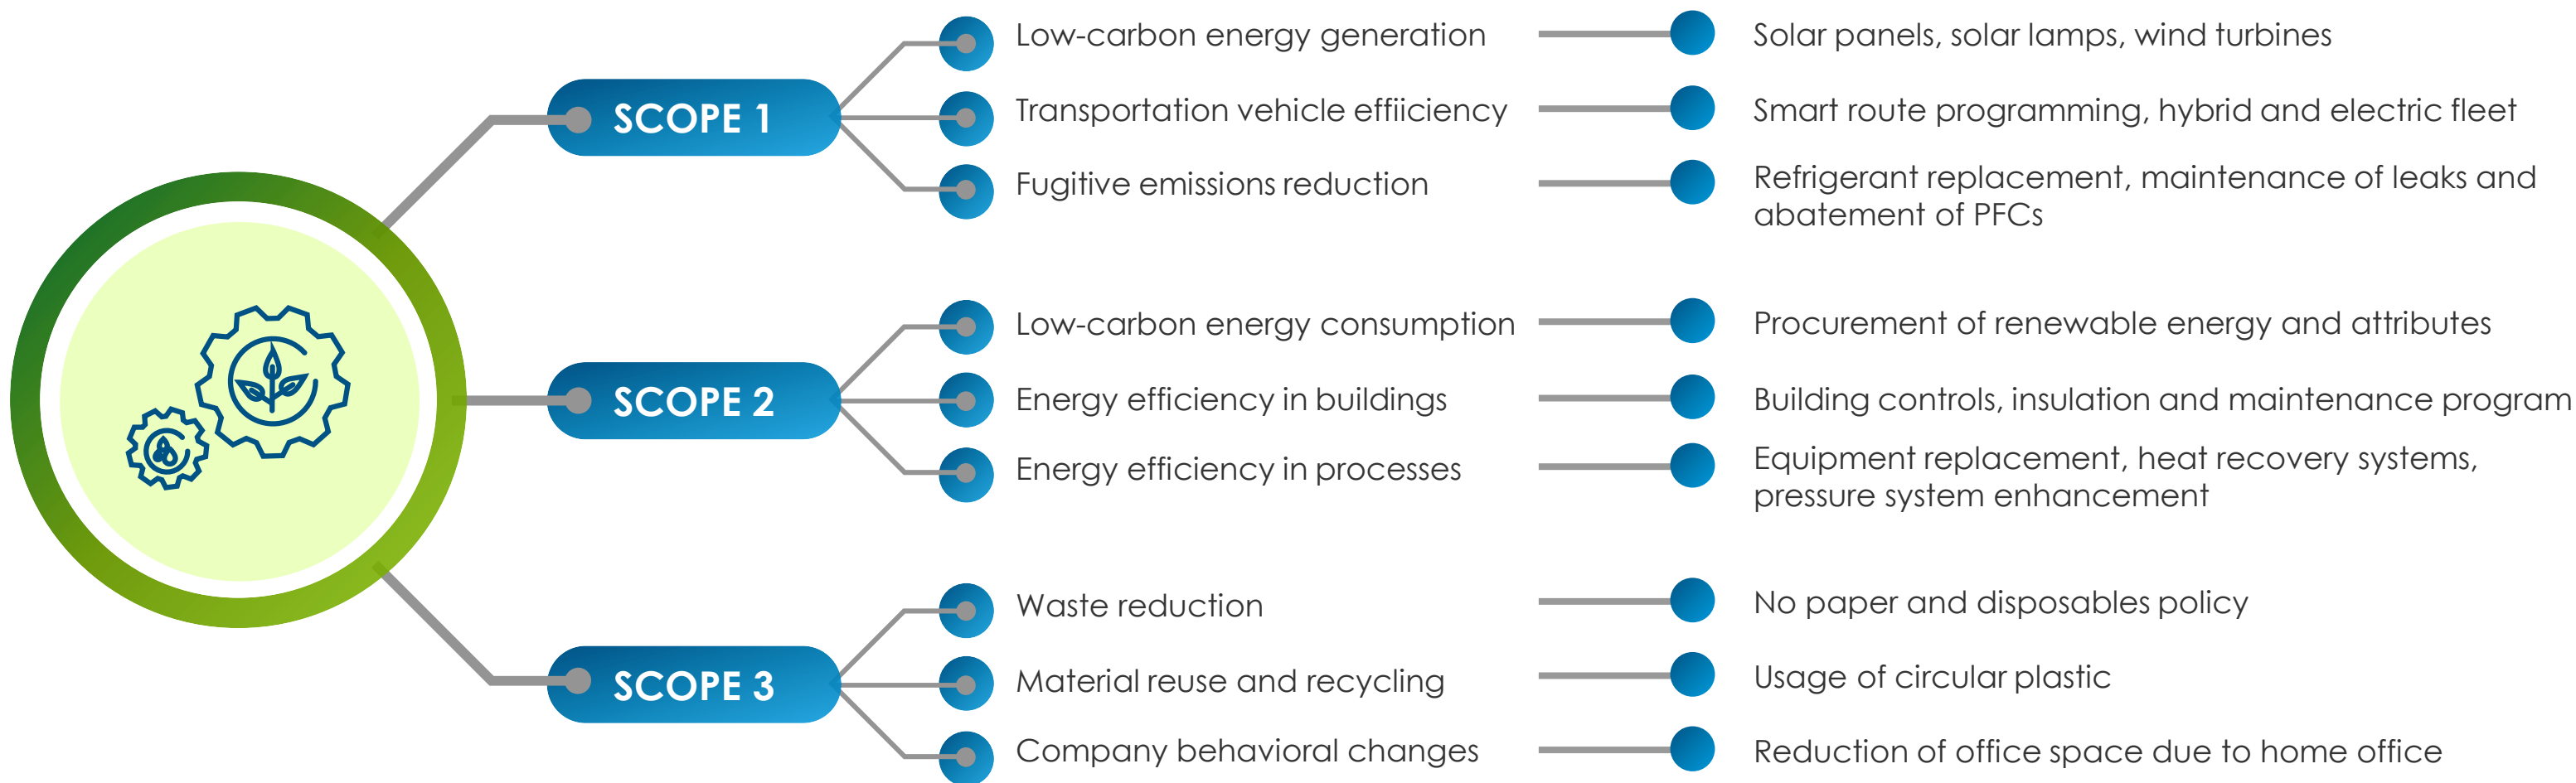 SCOPE 1
Low-carbon energy generation
Solar panels, solar lamps, wind turbines
Transportation vehicle effiiciency
Smart route programming, hybrid and electric fleet
Fugitive emissions reduction
Refrigerant replacement, maintenance of leaks and
abatement of PFCs
SCOPE 2
Low-carbon energy consumption
Procurement of renewable energy and attributes
Energy efficiency in buildings
Building controls, insulation and maintenance program
Energy efficiency in processes
Equipment replacement, heat recovery systems,
pressure system enhancement
SCOPE 3
Waste reduction
No paper and disposables policy
Material reuse and recycling
Usage of circular plastic
Company behavioral changes
Reduction of office space due to home office